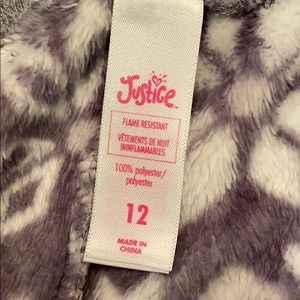 Justice
FLAME RESISTANT
VÊTEMENTS DE NUIT
ININFLAMMABLES
100% polyester/
polyester
12
MADE IN
CHINA